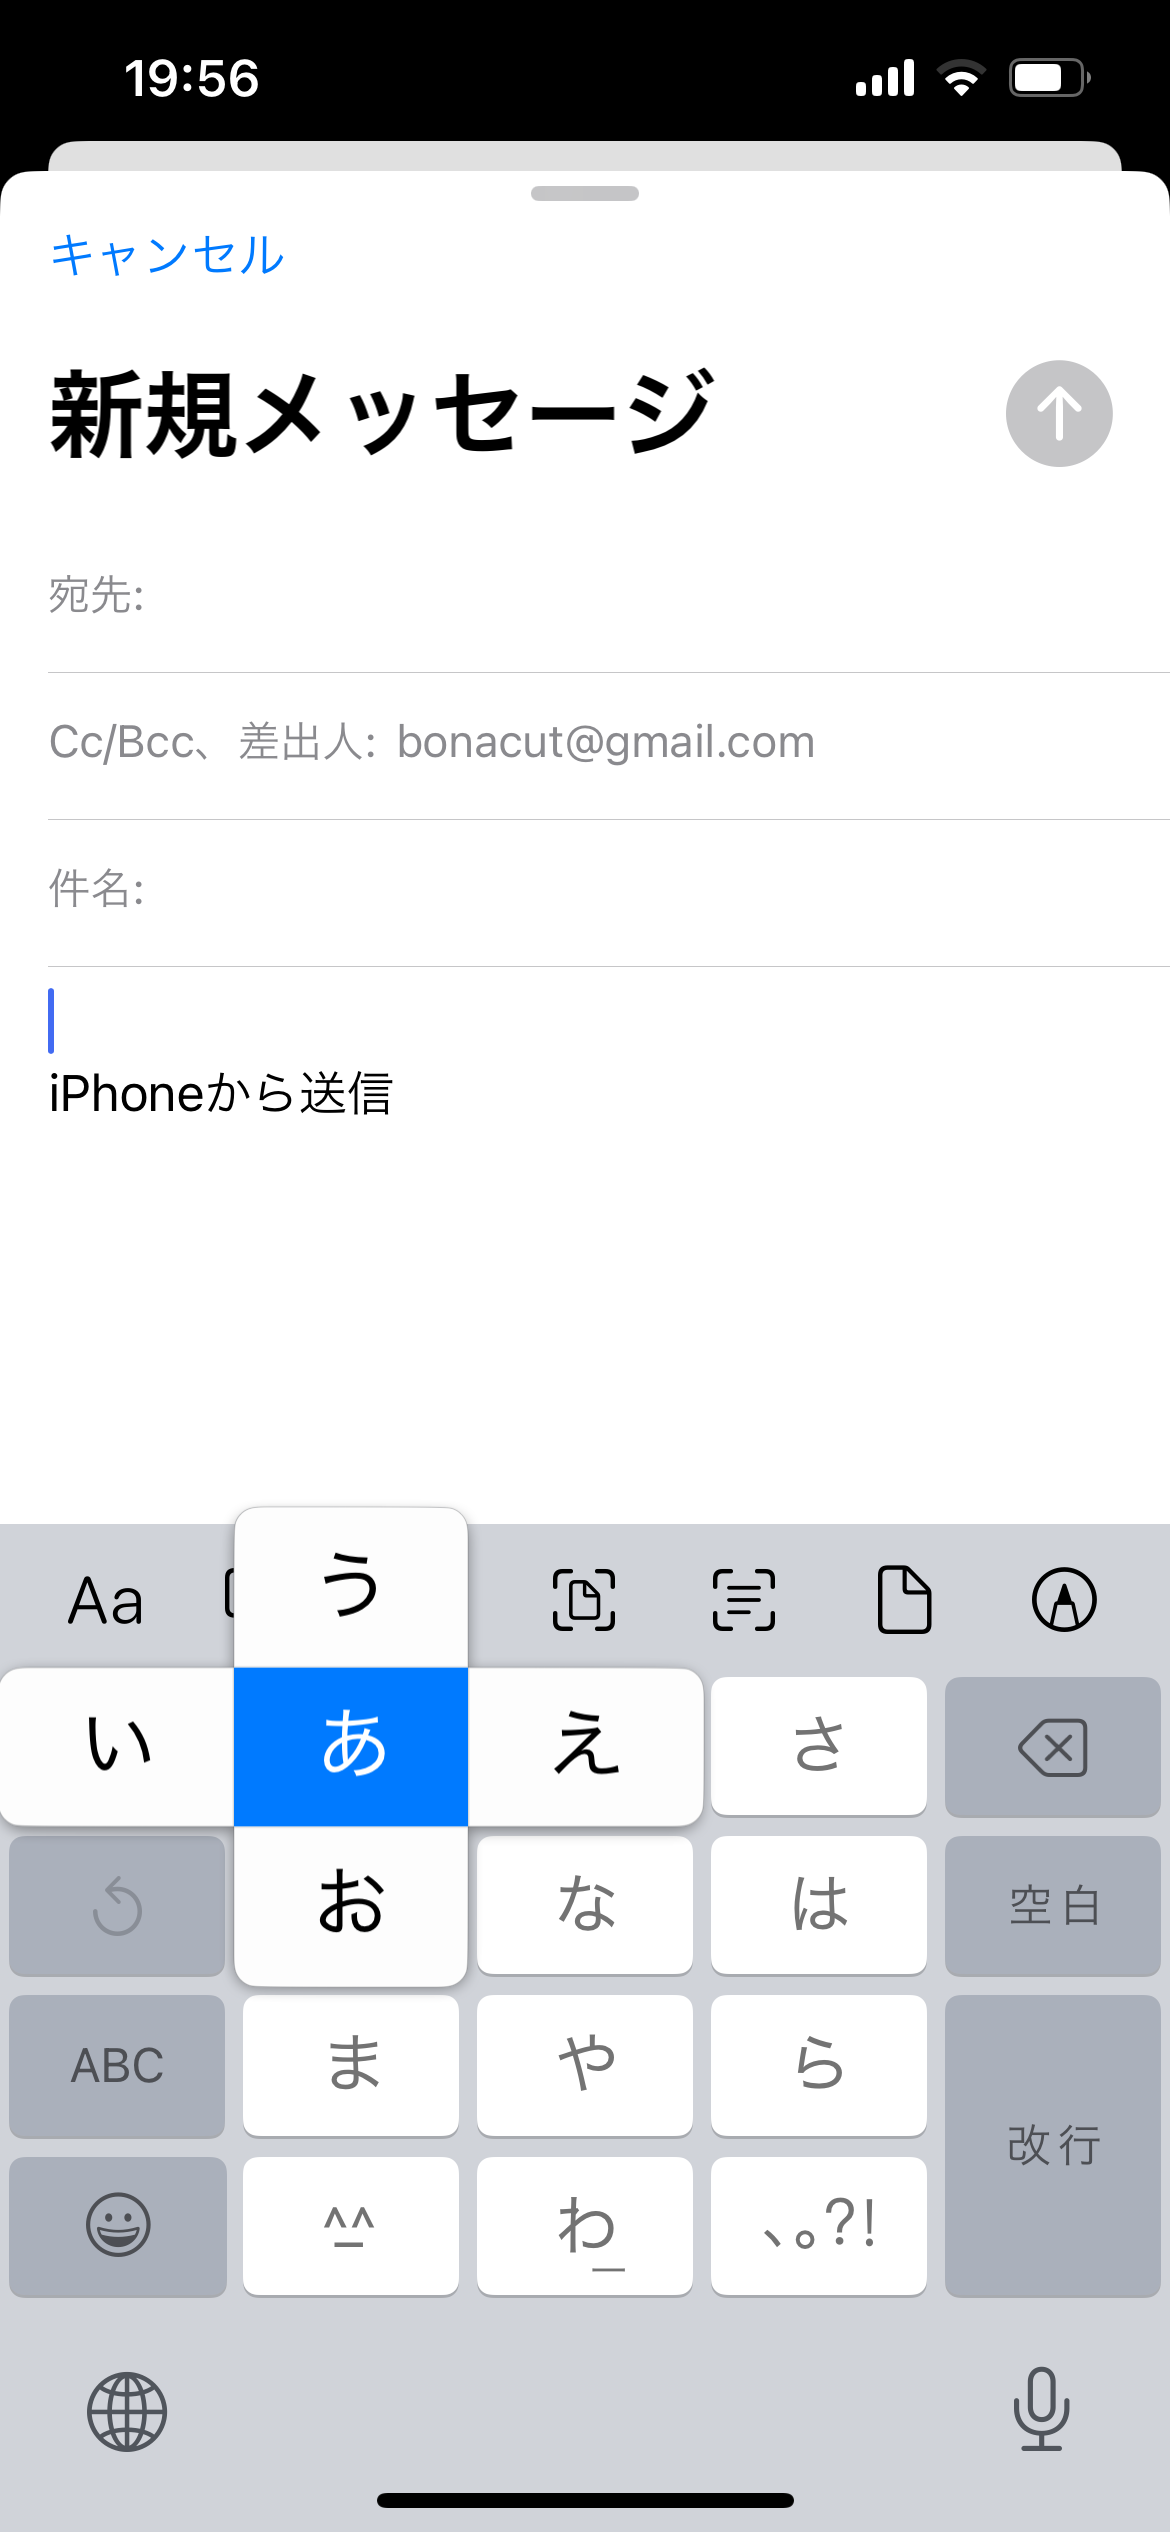 19:56
キャンセル
新規メッセージ
宛先:
Cc/Bcc、差出人: bonacut@gmail.com
件名:
iPhoneから送信
う
Aa
い あ え さ
お な は 空白
ABC ま や ら
改行
^_^ わ_ 、。?!